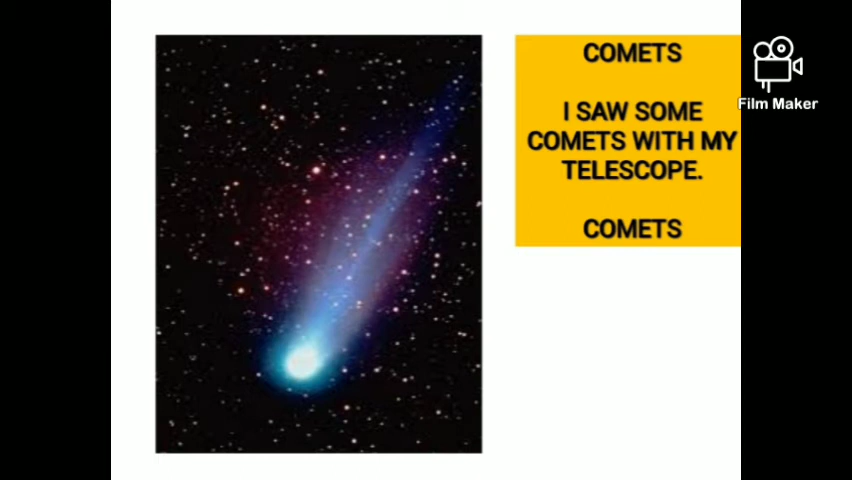 COMETS
I SAW SOME
COMETS WITH MY
TELESCOPE.
COMETS
Film Maker